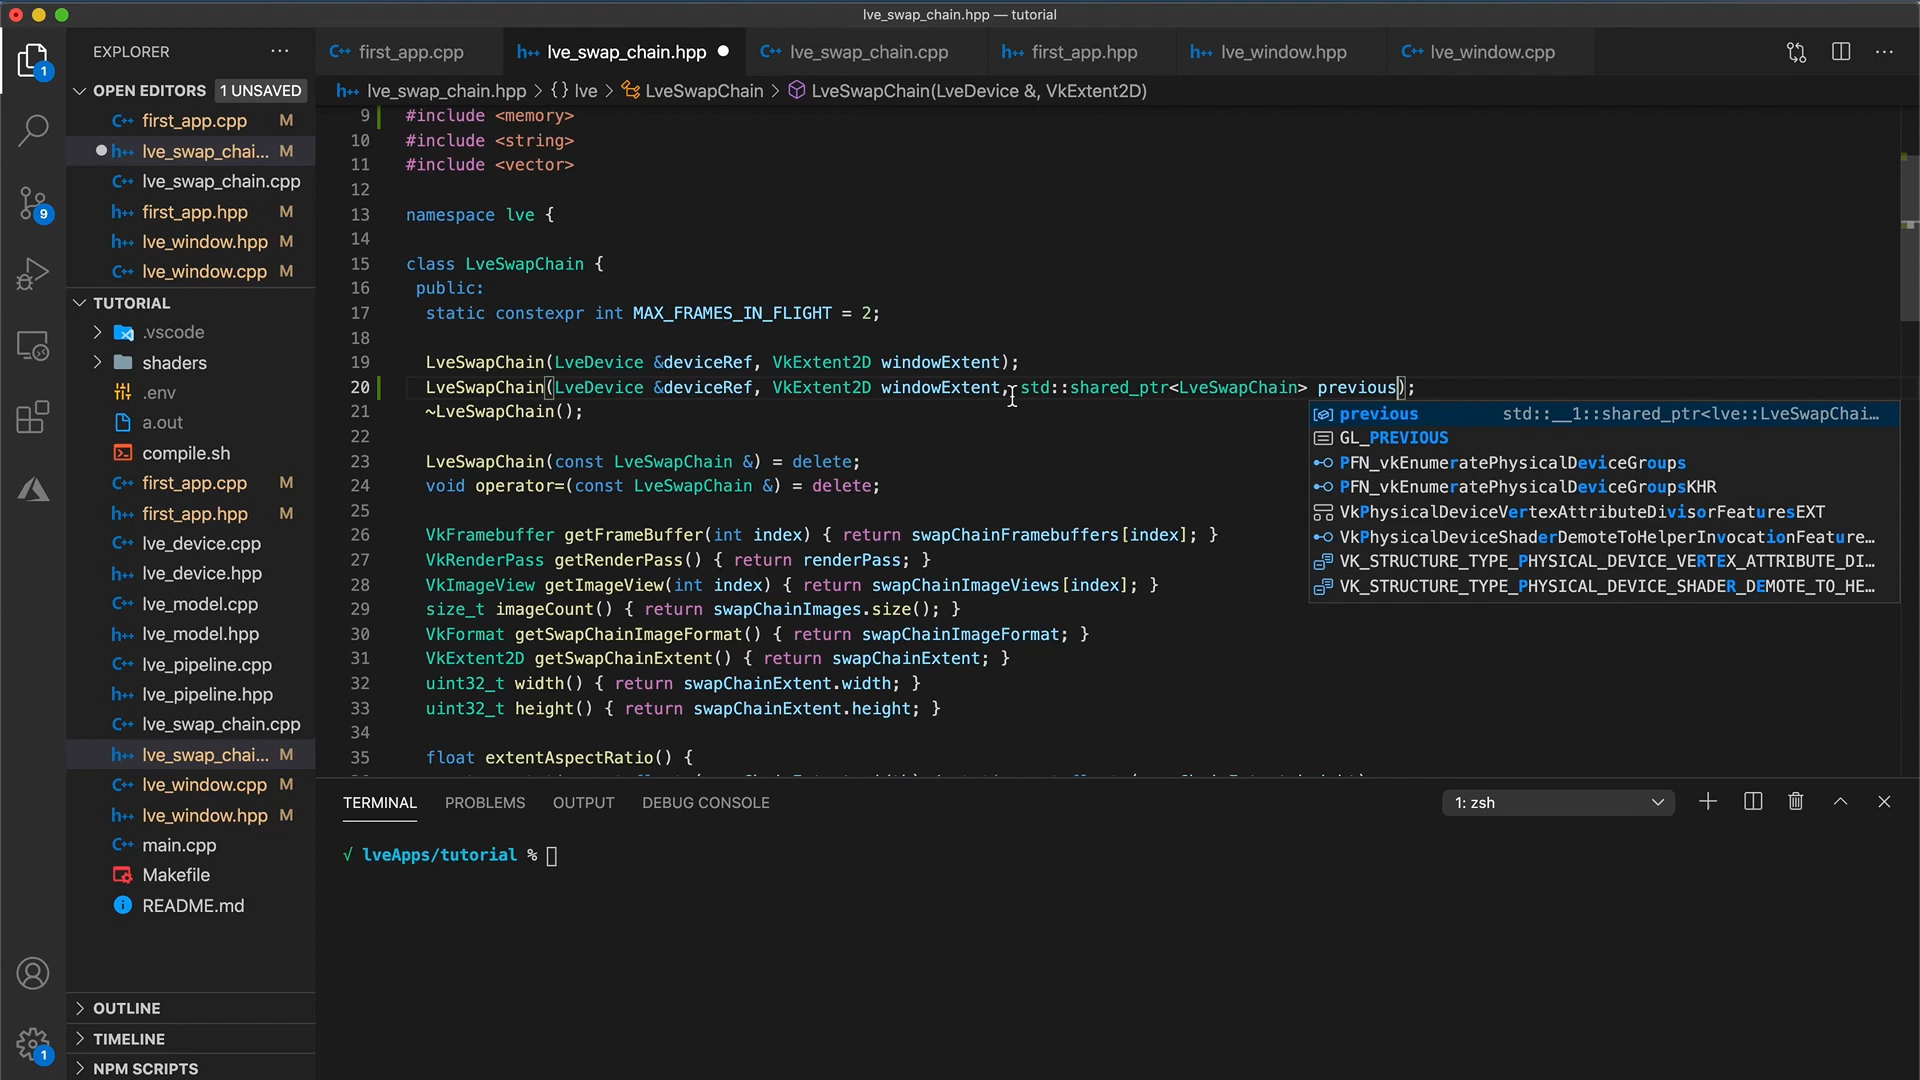 lve_swap_chain.hpp — tutorial
EXPLORER
first_app.cpp
lve_swap_chain.hpp
lve_swap_chain.cpp
first_app.hpp
lve_window.hpp
lve_window.cpp
OPEN EDITORS 1 UNSAVED
first_app.cpp M
lve_swap_chai... M
lve_swap_chain.cpp
first_app.hpp M
lve_window.hpp M
lve_window.cpp M
TUTORIAL
.vscode
shaders
.env
a.out
compile.sh
first_app.cpp M
first_app.hpp M
lve_device.cpp
lve_device.hpp
lve_model.cpp
lve_model.hpp
lve_pipeline.cpp
lve_pipeline.hpp
lve_swap_chain.cpp
lve_swap_chai... M
lve_window.cpp M
lve_window.hpp M
main.cpp
Makefile
README.md
OUTLINE
TIMELINE
NPM SCRIPTS
1
9
1
lve_swap_chain.hpp > {} lve > LveSwapChain > LveSwapChain(LveDevice &, VkExtent2D)
9 #include <memory>
10 #include <string>
11 #include <vector>
12
13 namespace lve {
14
15 class LveSwapChain {
16 public:
17 static constexpr int MAX_FRAMES_IN_FLIGHT = 2;
18
19 LveSwapChain(LveDevice &deviceRef, VkExtent2D windowExtent);
20 LveSwapChain(LveDevice &deviceRef, VkExtent2D windowExtent, std::shared_ptr<LveSwapChain> previous);
21 ~LveSwapChain();
22
23 LveSwapChain(const LveSwapChain &) = delete;
24 void operator=(const LveSwapChain &) = delete;
25
26 VkFramebuffer getFrameBuffer(int index) { return swapChainFramebuffers[index]; }
27 VkRenderPass getRenderPass() { return renderPass; }
28 VkImageView getImageView(int index) { return swapChainImageViews[index]; }
29 size_t imageCount() { return swapChainImages.size(); }
30 VkFormat getSwapChainImageFormat() { return swapChainImageFormat; }
31 VkExtent2D getSwapChainExtent() { return swapChainExtent; }
32 uint32_t width() { return swapChainExtent.width; }
33 uint32_t height() { return swapChainExtent.height; }
34
35 float extentAspectRatio() {
previous std::__1::shared_ptr<lve::LveSwapChai...
GL_PREVIOUS
PFN_vkEnumeratePhysicalDeviceGroups
PFN_vkEnumeratePhysicalDeviceGroupsKHR
VkPhysicalDeviceVertexAttributeDivisorFeaturesEXT
VkPhysicalDeviceShaderDemoteToHelperInvocationFeature...
VK_STRUCTURE_TYPE_PHYSICAL_DEVICE_VERTEX_ATTRIBUTE_DI...
VK_STRUCTURE_TYPE_PHYSICAL_DEVICE_SHADER_DEMOTE_TO_HE...
TERMINAL PROBLEMS OUTPUT DEBUG CONSOLE
1: zsh
√ lveApps/tutorial %